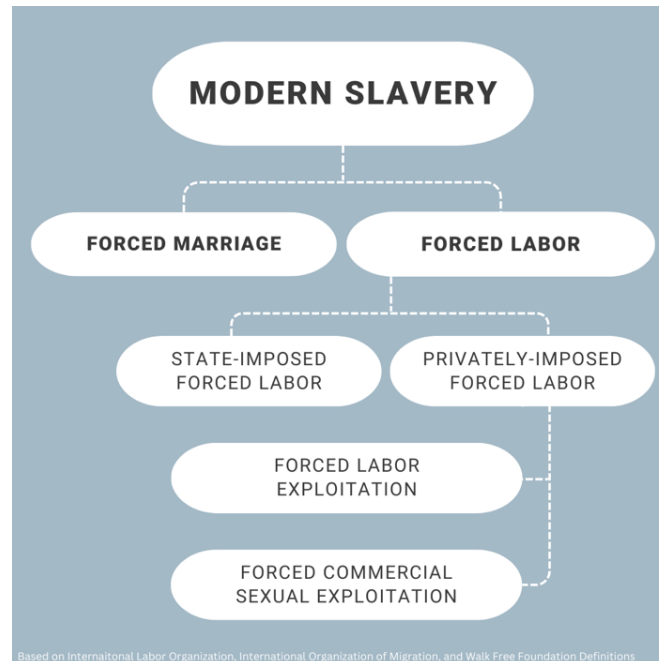 MODERN SLAVERY
FORCED MARRIAGE
FORCED LABOR
STATE-IMPOSED
FORCED LABOR
PRIVATELY-IMPOSED
FORCED LABOR
FORCED LABOR
EXPLOITATION
FORCED COMMERCIAL
SEXUAL EXPLOITATION
Based on Internaitonal Labor Organization, International Organization of Migration, and Walk Free Foundation Definitions